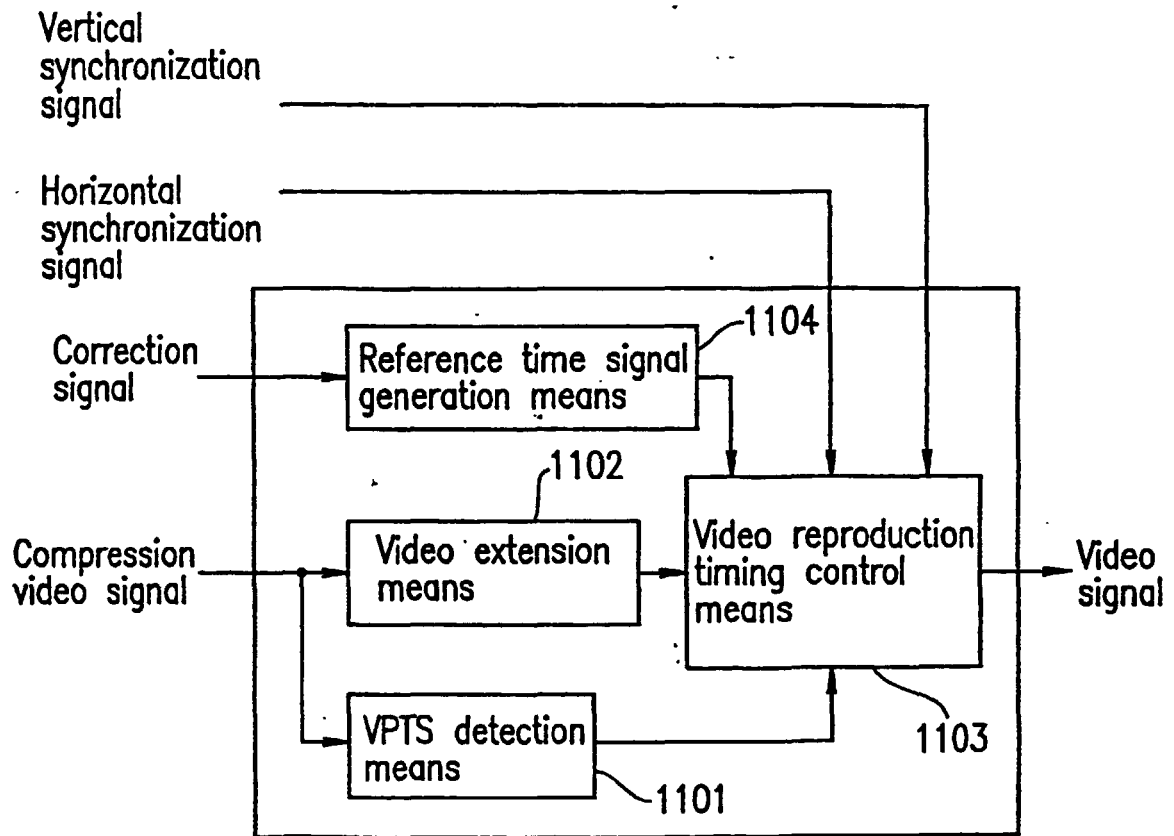 Vertical
synchronization
signal
Horizontal
synchronization
signal
Correction
signal
Reference time signal
generation means
1104
1102
Compression
video signal
Video extension
means
Video reproduction
timing control
means
Video
signal
VPTS detection
means
1101
1103